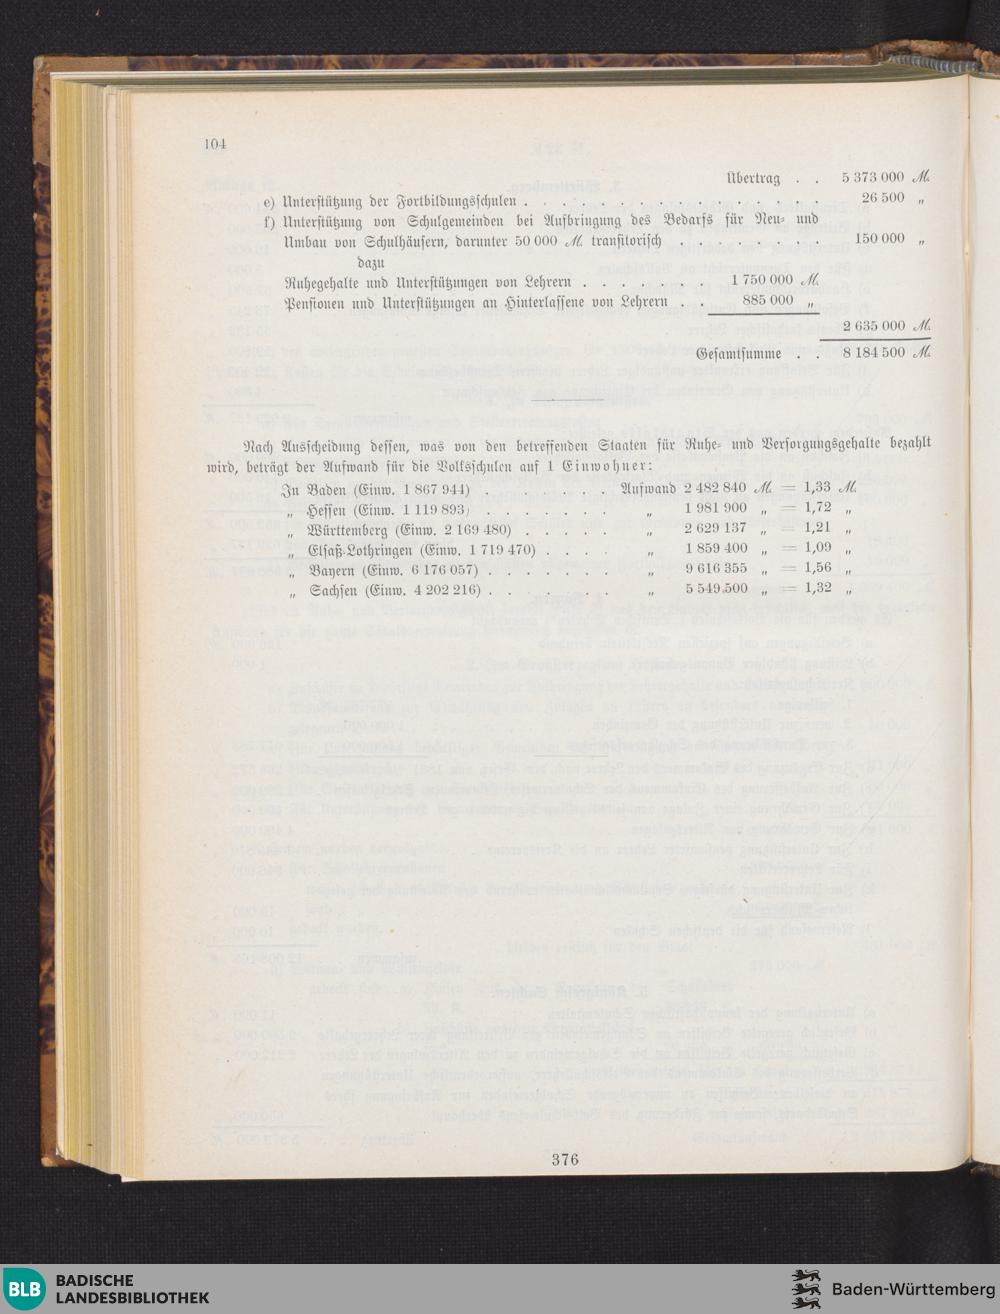 104
Übertrag . . 5 373 000 ℳ.
e) Unterstützung der Fortbildungsschulen . . . . . . . . . . . . . . . . 26 500 „
f) Unterstützung von Schulgemeinden bei Aufbringung des Bedarfs für Neu- und
Umbau von Schulhäusern, darunter 50 000 ℳ. transitorisch . . . . . . . . 150 000 „
dazu
Ruhegehalte und Unterstützungen von Lehrern . . . . . . . 1 750 000 ℳ.
Pensionen und Unterstützungen an Hinterlassene von Lehrern . . 885 000 „
2 635 000 ℳ.
Gesamtsumme . . 8 184 500 ℳ.
Nach Ausscheidung dessen, was von den betreffenden Staaten für Ruhe- und Versorgungsgehalte bezahlt
wird, beträgt der Aufwand für die Volksschulen auf 1 Einwohner:
In Baden (Einw. 1 867 944) . . . . . . . Aufwand 2 482 840 ℳ. = 1,33 ℳ.
„ Hessen (Einw. 1 119 893) . . . . . . . „ 1 981 900 „ = 1,72 „
„ Württemberg (Einw. 2 169 480) . . . . . „ 2 629 137 „ = 1,21 „
„ Elsaß-Lothringen (Einw. 1 719 470) . . . . „ 1 859 400 „ = 1,09 „
„ Bayern (Einw. 6 176 057) . . . . . . . „ 9 616 355 „ = 1,56 „
„ Sachsen (Einw. 4 202 216) . . . . . . . „ 5 549 500 „ = 1,32 „
376
BLB BADISCHE
LANDESBIBLIOTHEK
Baden-Württemberg